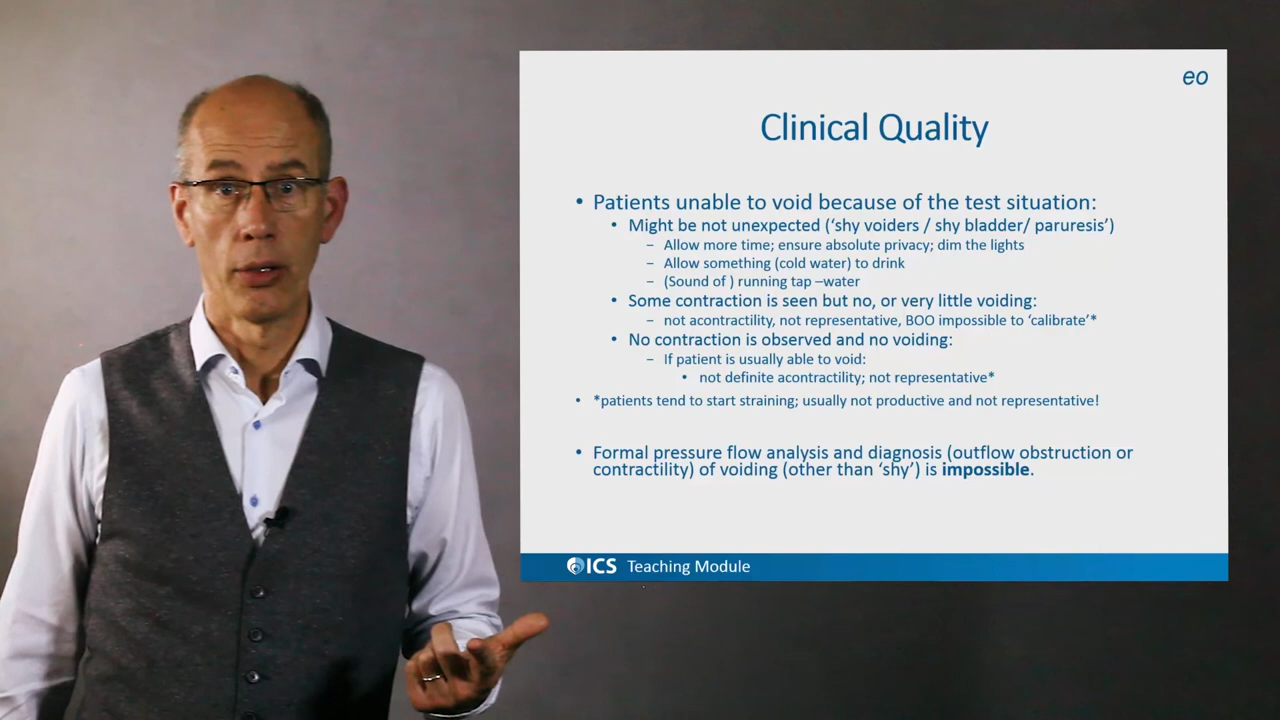 eo
Clinical Quality
• Patients unable to void because of the test situation:
• Might be not unexpected (‘shy voiders / shy bladder/ paruresis’)
– Allow more time; ensure absolute privacy; dim the lights
– Allow something (cold water) to drink
– (Sound of ) running tap –water
• Some contraction is seen but no, or very little voiding:
– not acontractility, not representative, BOO impossible to ‘calibrate’*
• No contraction is observed and no voiding:
– If patient is usually able to void:
• not definite acontractility; not representative*
• *patients tend to start straining; usually not productive and not representative!
• Formal pressure flow analysis and diagnosis (outflow obstruction or
contractility) of voiding (other than ‘shy’) is impossible.
ICS Teaching Module